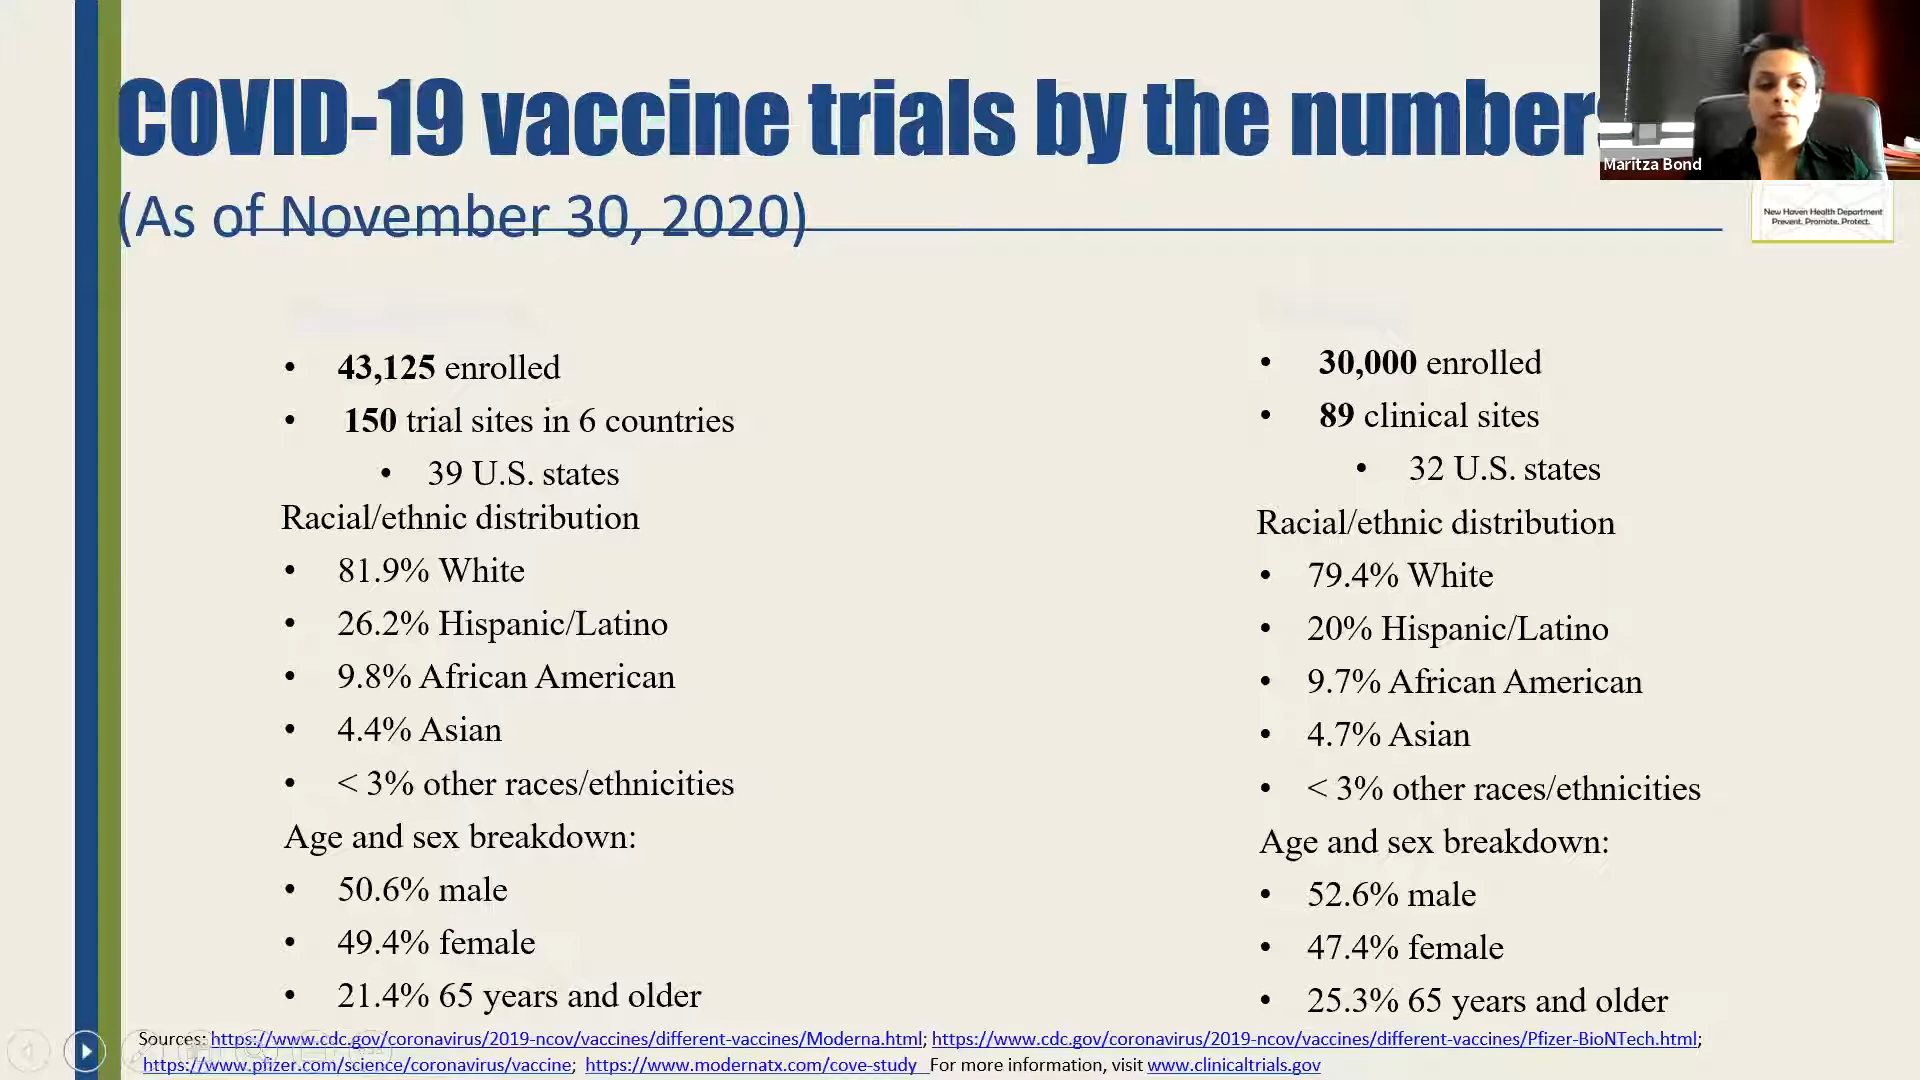 COVID-19 vaccine trials by the number
(As of November 30, 2020)
Maritza Bond
New Haven Health Department
Prevent. Promote. Protect.
• 43,125 enrolled
• 150 trial sites in 6 countries
• 39 U.S. states
Racial/ethnic distribution
• 81.9% White
• 26.2% Hispanic/Latino
• 9.8% African American
• 4.4% Asian
• < 3% other races/ethnicities
Age and sex breakdown:
• 50.6% male
• 49.4% female
• 21.4% 65 years and older
• 30,000 enrolled
• 89 clinical sites
• 32 U.S. states
Racial/ethnic distribution
• 79.4% White
• 20% Hispanic/Latino
• 9.7% African American
• 4.7% Asian
• < 3% other races/ethnicities
Age and sex breakdown:
• 52.6% male
• 47.4% female
• 25.3% 65 years and older
Sources: https://www.cdc.gov/coronavirus/2019-ncov/vaccines/different-vaccines/Moderna.html; https://www.cdc.gov/coronavirus/2019-ncov/vaccines/different-vaccines/Pfizer-BioNTech.html;
https://www.pfizer.com/science/coronavirus/vaccine; https://www.modernatx.com/cove-study For more information, visit www.clinicaltrials.gov